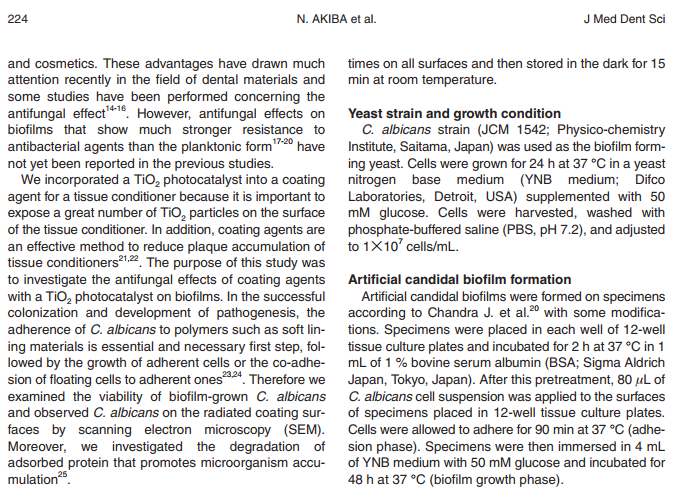 224
N. AKIBA et al.
J Med Dent Sci
and cosmetics. These advantages have drawn much
attention recently in the field of dental materials and
some studies have been performed concerning the
antifungal effect14-16. However, antifungal effects on
biofilms that show much stronger resistance to
antibacterial agents than the planktonic form17-20 have
not yet been reported in the previous studies.
We incorporated a TiO2 photocatalyst into a coating
agent for a tissue conditioner because it is important to
expose a great number of TiO2 particles on the surface
of the tissue conditioner. In addition, coating agents are
an effective method to reduce plaque accumulation of
tissue conditioners21,22. The purpose of this study was
to investigate the antifungal effects of coating agents
with a TiO2 photocatalyst on biofilms. In the successful
colonization and development of pathogenesis, the
adherence of C. albicans to polymers such as soft lin-
ing materials is essential and necessary first step, fol-
lowed by the growth of adherent cells or the co-adhe-
sion of floating cells to adherent ones23,24. Therefore we
examined the viability of biofilm-grown C. albicans
and observed C. albicans on the radiated coating sur-
faces by scanning electron microscopy (SEM).
Moreover, we investigated the degradation of
adsorbed protein that promotes microorganism accu-
mulation25.
times on all surfaces and then stored in the dark for 15
min at room temperature.
Yeast strain and growth condition
C. albicans strain (JCM 1542; Physico-chemistry
Institute, Saitama, Japan) was used as the biofilm form-
ing yeast. Cells were grown for 24 h at 37 °C in a yeast
nitrogen base medium (YNB medium; Difco
Laboratories, Detroit, USA) supplemented with 50
mM glucose. Cells were harvested, washed with
phosphate-buffered saline (PBS, pH 7.2), and adjusted
to 1×10⁷ cells/mL.
Artificial candidal biofilm formation
Artificial candidal biofilms were formed on specimens
according to Chandra J. et al.20 with some modifica-
tions. Specimens were placed in each well of 12-well
tissue culture plates and incubated for 2 h at 37 °C in 1
mL of 1 % bovine serum albumin (BSA; Sigma Aldrich
Japan, Tokyo, Japan). After this pretreatment, 80 μL of
C. albicans cell suspension was applied to the surfaces
of specimens placed in 12-well tissue culture plates.
Cells were allowed to adhere for 90 min at 37 °C (adhe-
sion phase). Specimens were then immersed in 4 mL
of YNB medium with 50 mM glucose and incubated for
48 h at 37 °C (biofilm growth phase).